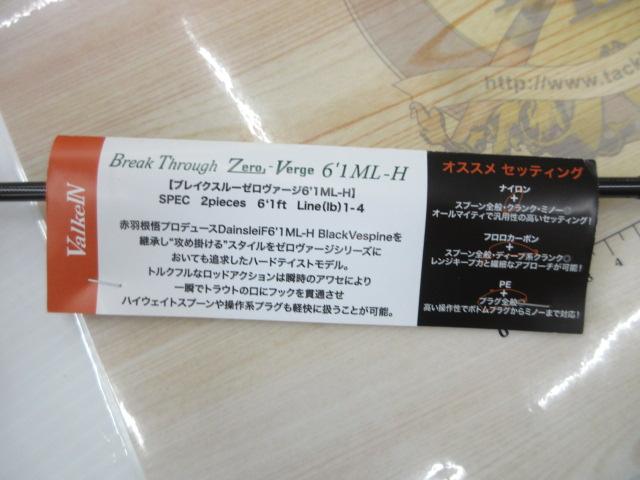 http://www.tack
ValkeIN
Break Through Zero-Verge 6'1ML-H
【ブレイクスルーゼロヴァージ6'1ML-H】
SPEC 2pieces 6'1ft Line(lb)1-4
赤羽根悟プロデュースDainsleiF6'1ML-H BlackVespineを
継承し"攻め掛ける"スタイルをゼロヴァージシリーズに
おいても追求したハードテイストモデル。
トルクフルなロッドアクションは瞬時のアワセにより
一瞬でトラウトの口にフックを貫通させ
ハイウェイトスプーンや操作系プラグも軽快に扱うことが可能。
オススメ セッティング
ナイロン
+
スプーン全般・クランク・ミノー◎
オールマイティで汎用性の高いセッティング!
フロロカーボン
+
スプーン全般・ディープ系クランク◎
レンジキープ力と繊細なアプローチが可能!
PE
+
プラグ全般
高い操作性でボトムプラグからミノーまで対応!